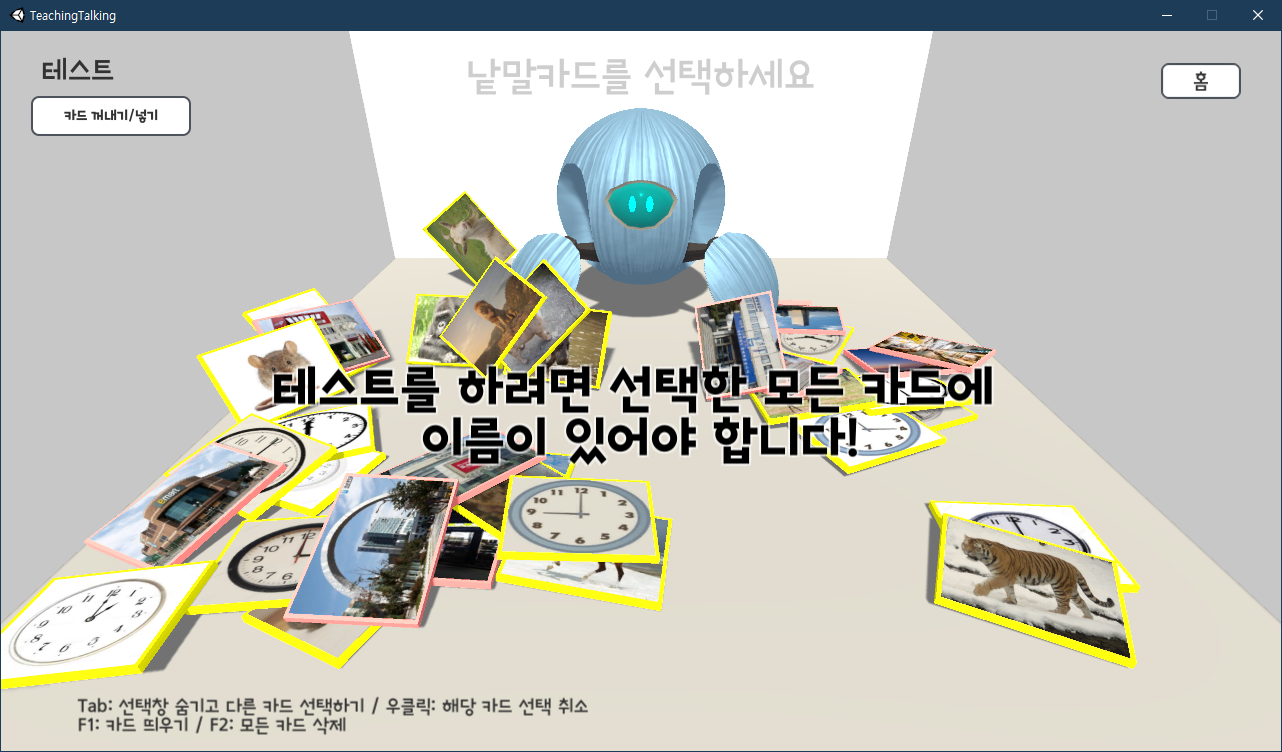 TeachingTalking
테스트
낱말카드를 선택하세요
홈
카드 꺼내기/넣기
테스트를 하려면 선택한 모든 카드에
이름이 있어야 합니다!
Tab: 선택창 숨기고 다른 카드 선택하기 / 우클릭: 해당 카드 선택 취소
F1: 카드 띄우기 / F2: 모든 카드 삭제